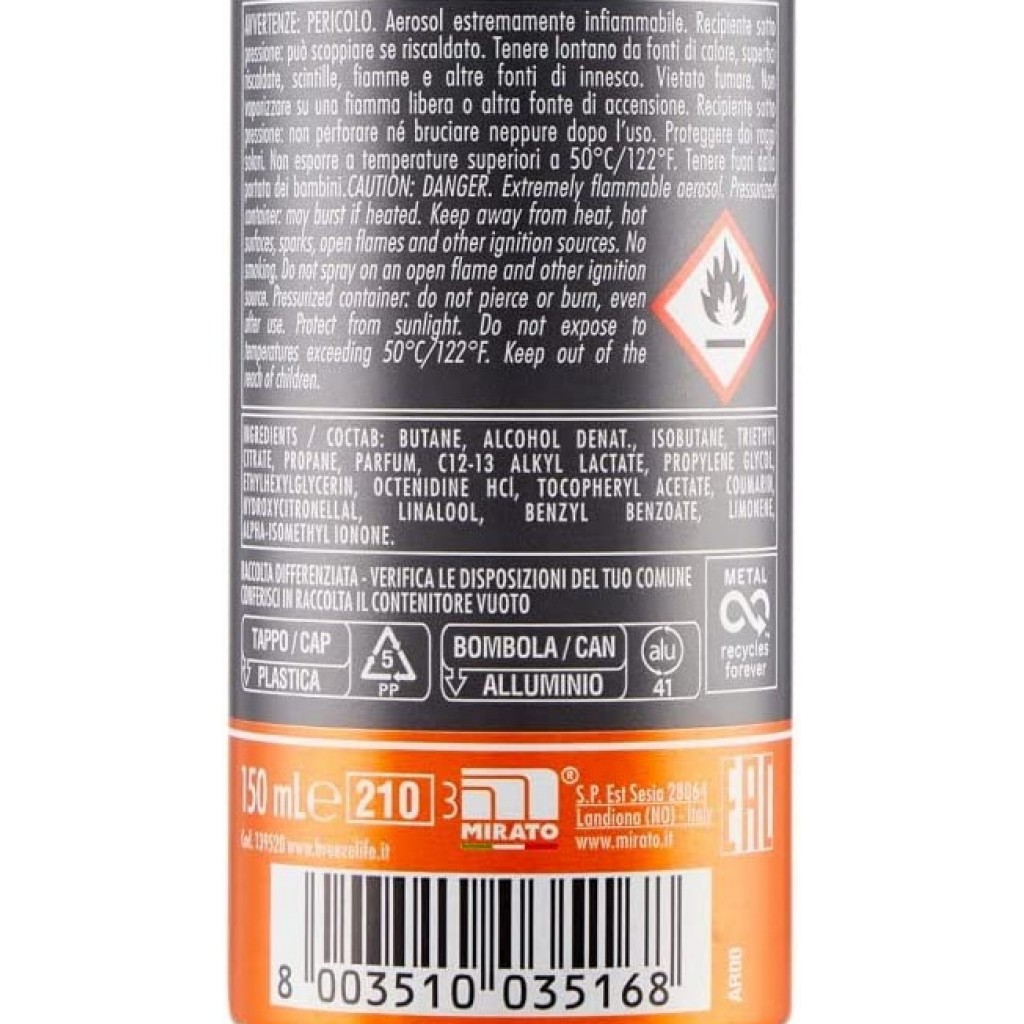 AVVERTENZE: PERICOLO. Aerosol estremamente infiammabile. Recipiente sotto
pressione: può scoppiare se riscaldato. Tenere lontano da fonti di calore, superfici
riscaldate, scintille, fiamme e altre fonti di innesco. Vietato fumare. Non
vaporizzare su una fiamma libera o altra fonte di accensione. Recipiente sotto
pressione: non perforare né bruciare neppure dopo l'uso. Proteggere dai raggi
solari. Non esporre a temperature superiori a 50°C/122°F. Tenere fuori dalla
portata dei bambini. CAUTION: DANGER. Extremely flammable aerosol. Pressurized
container: may burst if heated. Keep away from heat, hot
surfaces, sparks, open flames and other ignition sources. No
smoking. Do not spray on an open flame and other ignition
source. Pressurized container: do not pierce or burn, even
after use. Protect from sunlight. Do not expose to
temperatures exceeding 50°C/122°F. Keep out of the
reach of children.
INGREDIENTS / СОСТАВ: BUTANE, ALCOHOL DENAT., ISOBUTANE, TRIETHYL
CITRATE, PROPANE, PARFUM, C12-13 ALKYL LACTATE, PROPYLENE GLYCOL,
ETHYLHEXYLGLYCERIN, OCTENIDINE HCl, TOCOPHERYL ACETATE, COUMARIN,
HYDROXYCITRONELLAL, LINALOOL, BENZYL BENZOATE, LIMONENE,
ALPHA-ISOMETHYL IONONE.
RACCOLTA DIFFERENZIATA - VERIFICA LE DISPOSIZIONI DEL TUO COMUNE
CONFERISCI IN RACCOLTA IL CONTENITORE VUOTO
METAL
recycles
forever
TAPPO / CAP
PLASTICA
5
PP
BOMBOLA / CAN
ALLUMINIO
alu
41
150 mL ℮ 210 3
MIRATO ®
S.P. Est Sesia 28064
Landiona (NO) - Italy
www.mirato.it
EAC
Cod. 139520 www.breezelife.it
8 003510 035168
AR00